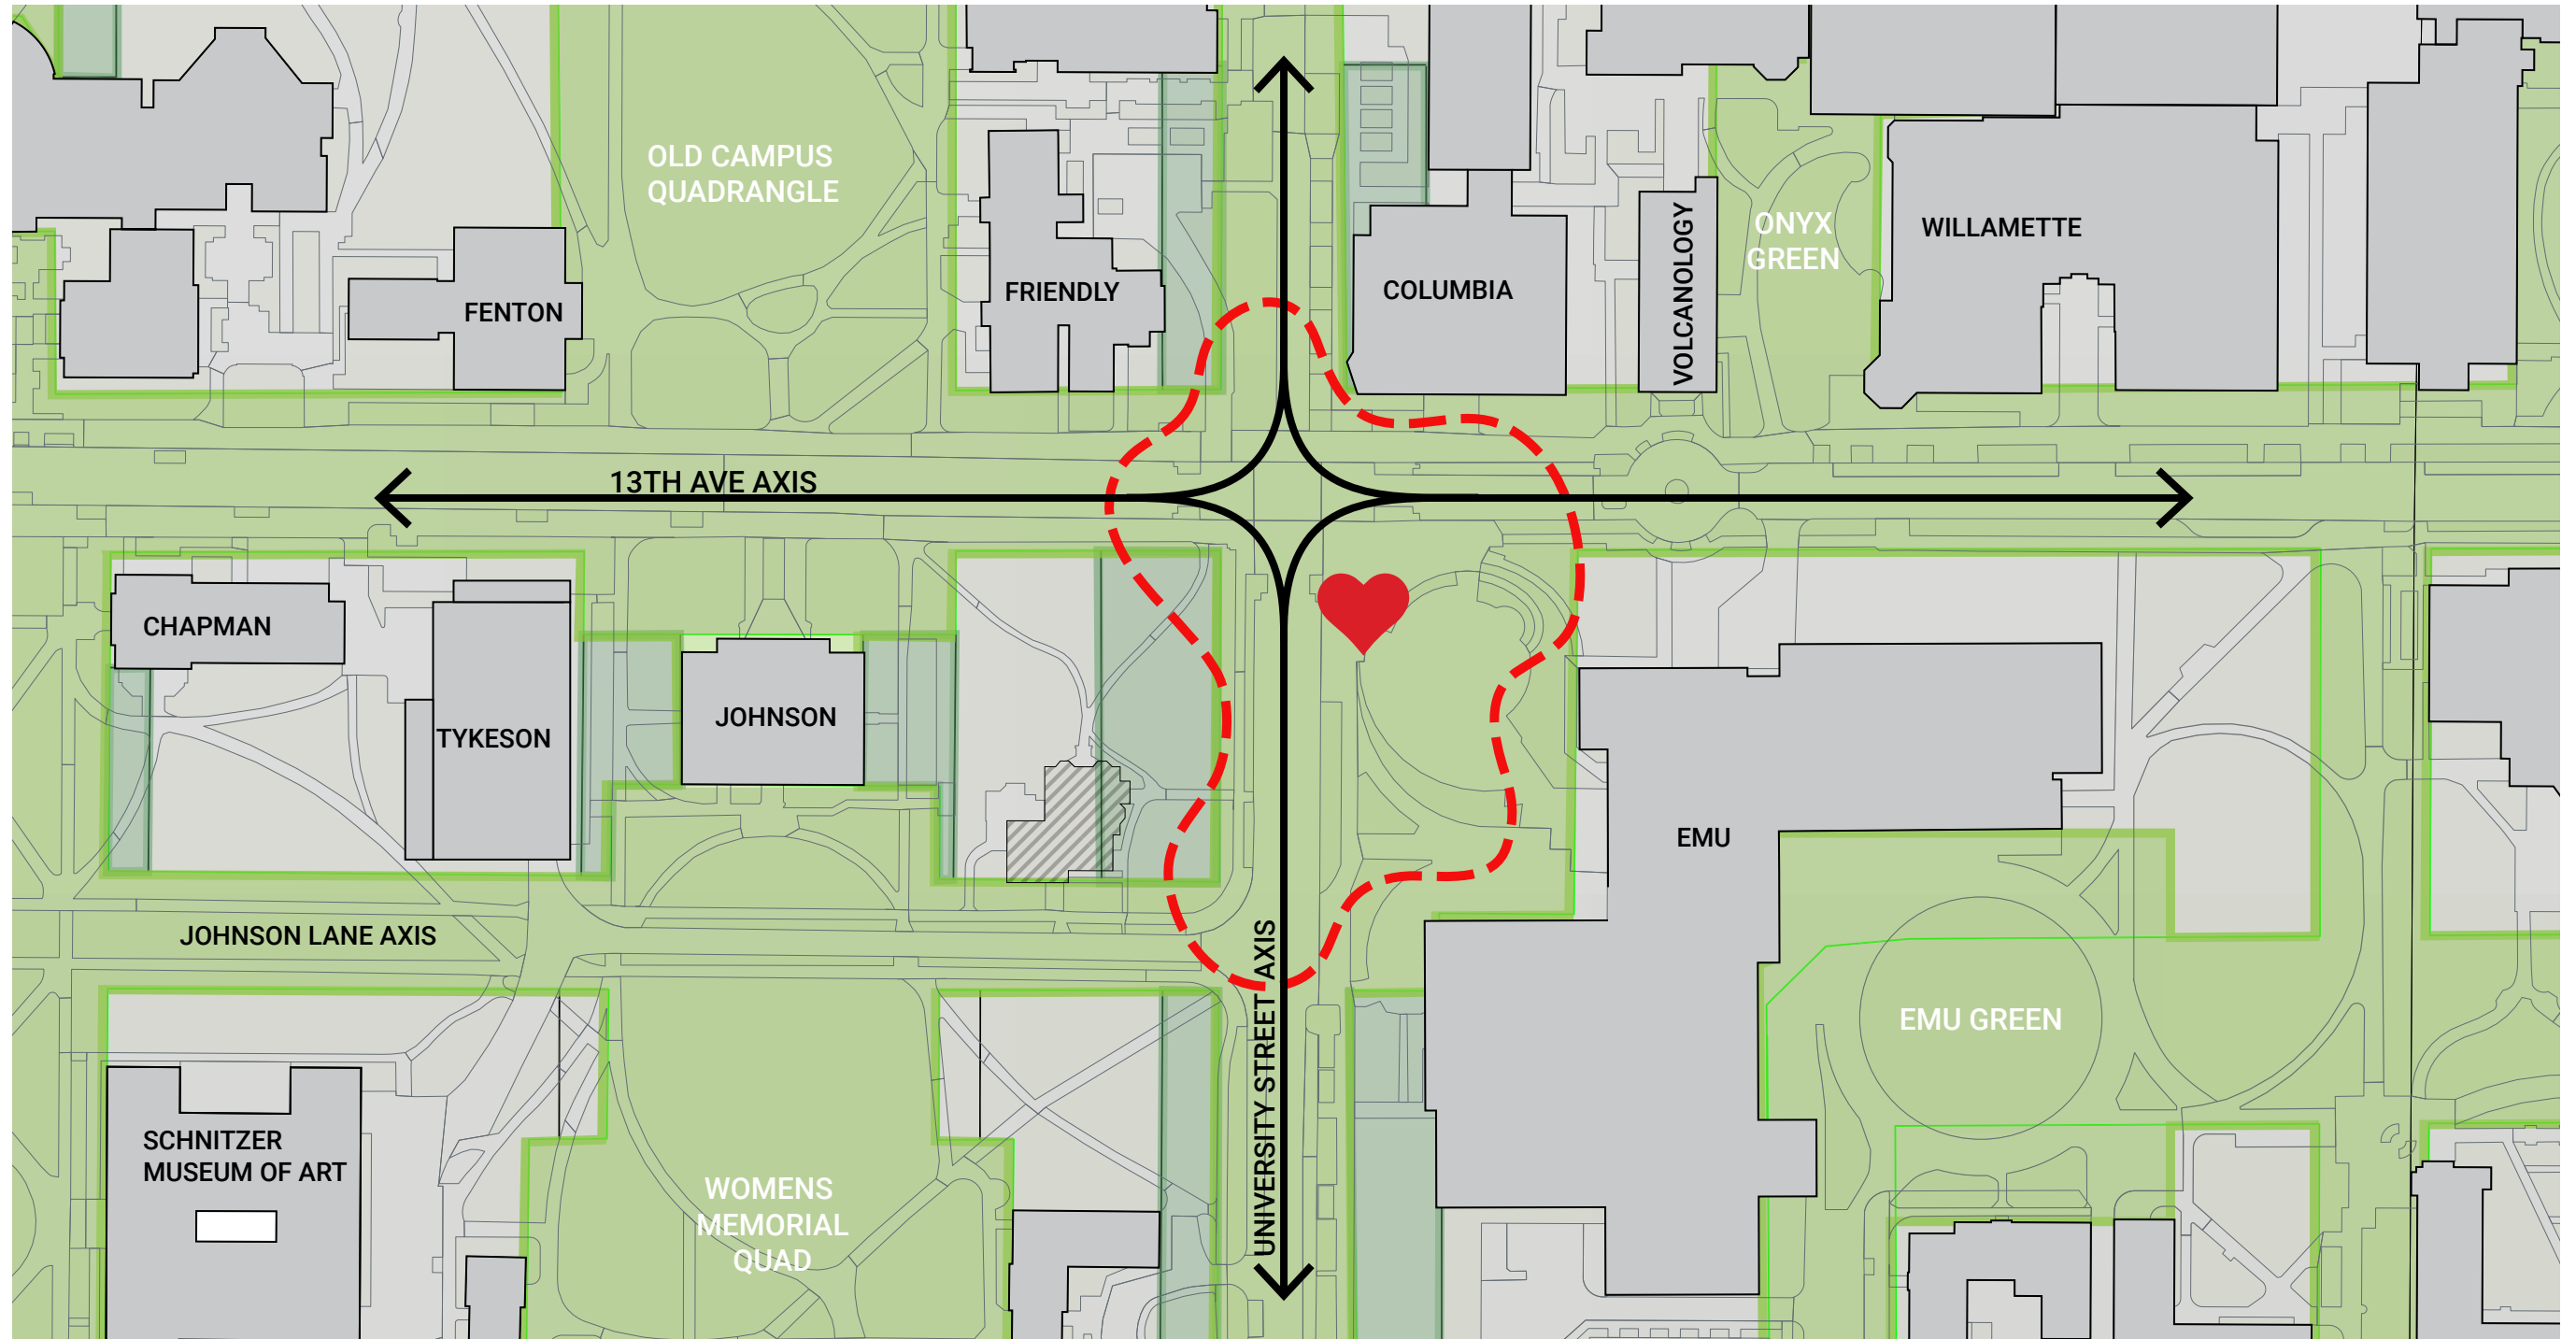 OLD CAMPUS
QUADRANGLE
ONYX
GREEN
WILLAMETTE
VOLCANOLOGY
FRIENDLY
COLUMBIA
FENTON
13TH AVE AXIS
CHAPMAN
TYKESON
JOHNSON
EMU
JOHNSON LANE AXIS
UNIVERSITY STREET AXIS
EMU GREEN
SCHNITZER
MUSEUM OF ART
WOMENS
MEMORIAL
QUAD